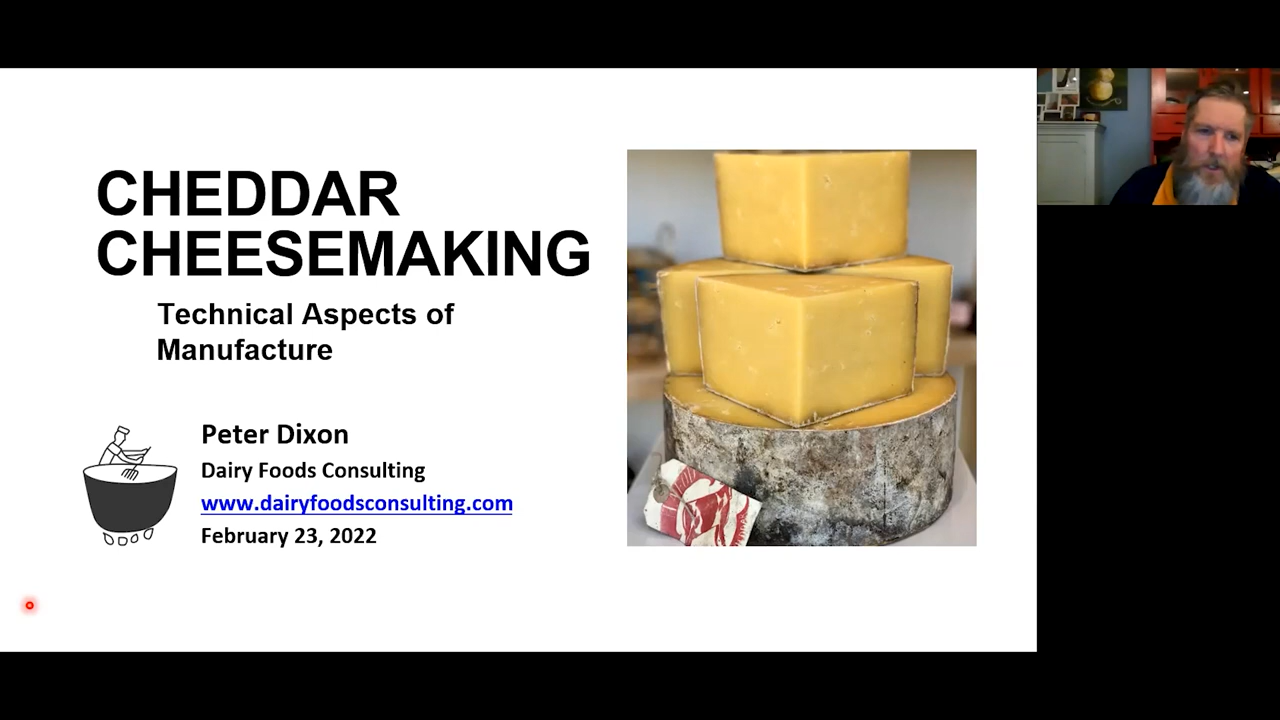 CHEDDAR
CHEESEMAKING
Technical Aspects of
Manufacture
Peter Dixon
Dairy Foods Consulting
www.dairyfoodsconsulting.com
February 23, 2022